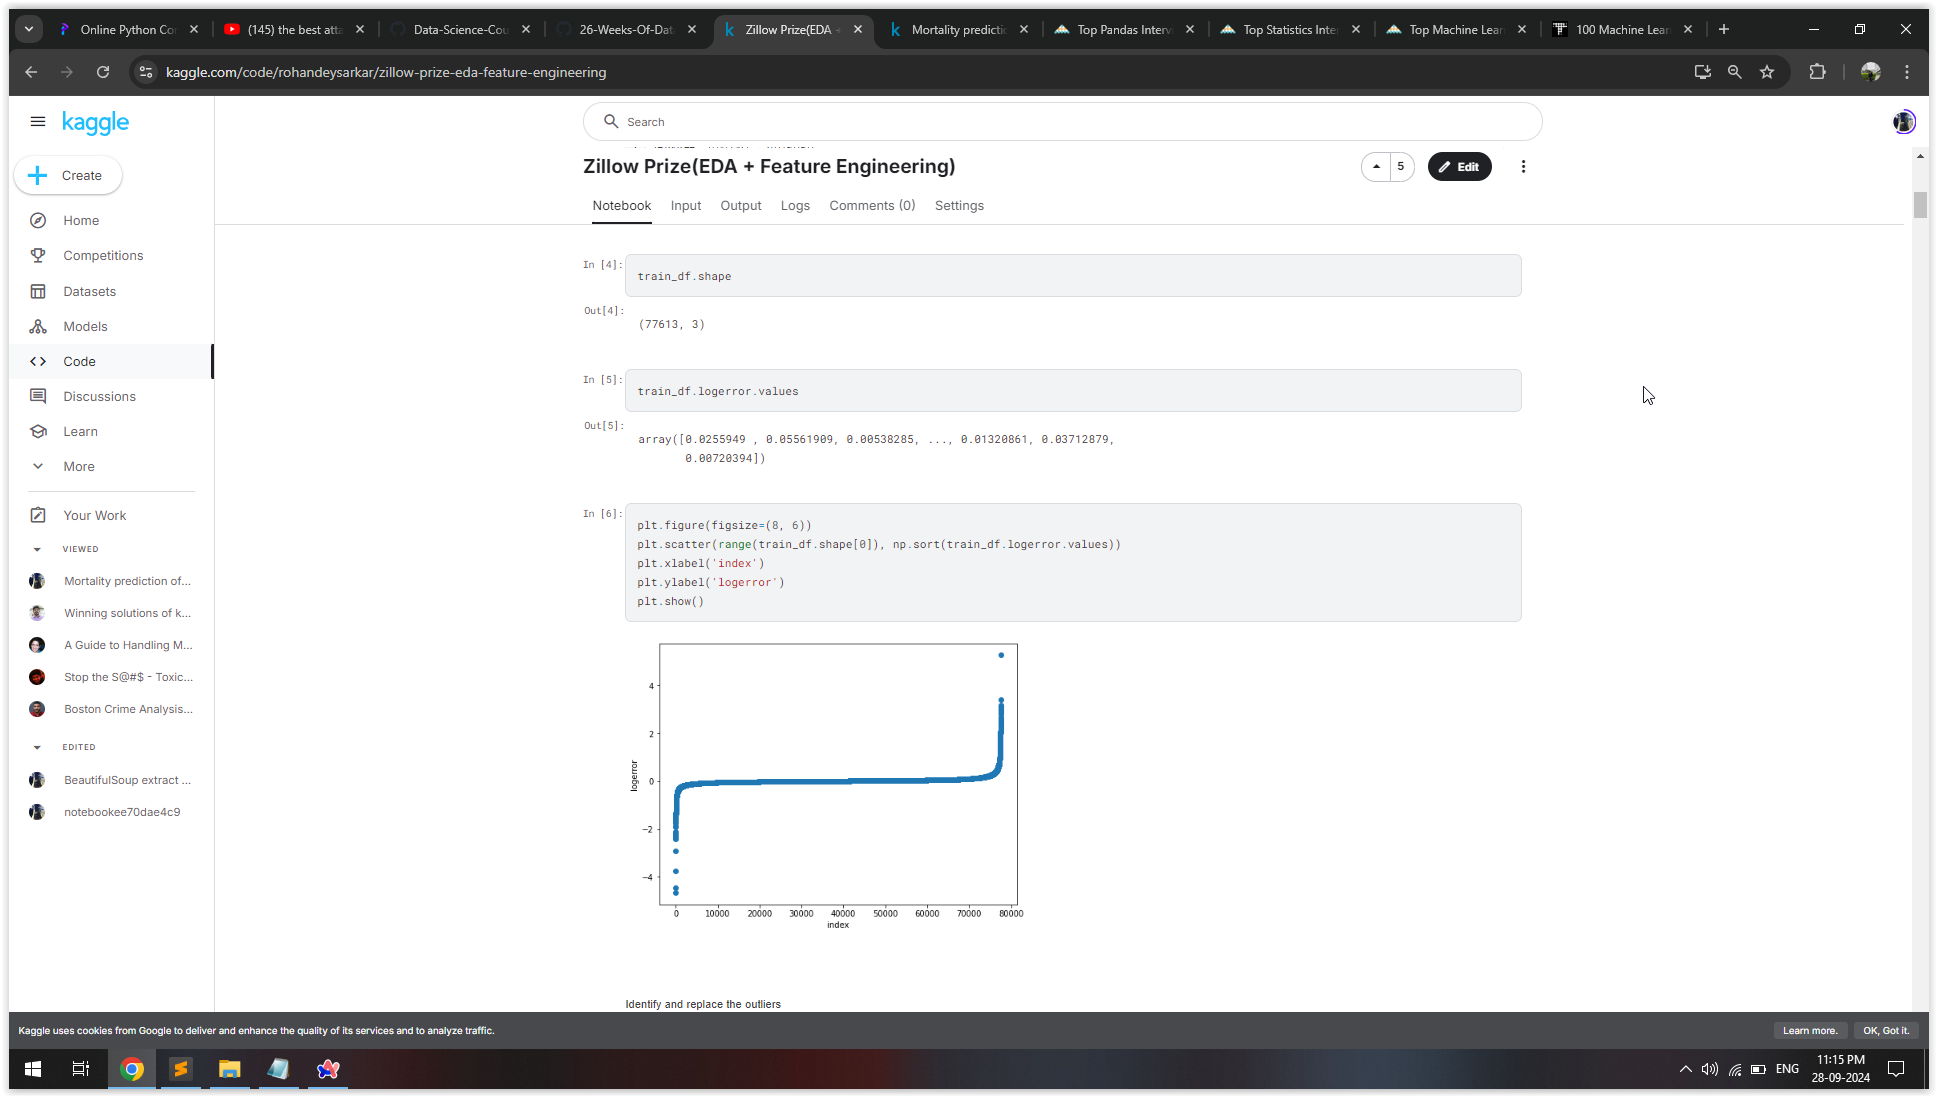 Online Python Co
(145) the best atta
Data-Science-Cou
26-Weeks-Of-Dat
Zillow Prize(EDA +
Mortality predictio
Top Pandas Interv
Top Statistics Inte
Top Machine Lear
100 Machine Lear
kaggle.com/code/rohandeysarkar/zillow-prize-eda-feature-engineering
kaggle
Search
Create
Home
Competitions
Datasets
Models
Code
Discussions
Learn
More
Your Work
VIEWED
Mortality prediction of...
Winning solutions of k...
A Guide to Handling M...
Stop the S@#$ - Toxic...
Boston Crime Analysis...
EDITED
BeautifulSoup extract ...
notebookee70dae4c9
Zillow Prize(EDA + Feature Engineering)
5
Edit
Notebook Input Output Logs Comments (0) Settings
In [4]:
train_df.shape
Out[4]:
(77613, 3)
In [5]:
train_df.logerror.values
Out[5]:
array([0.0255949 , 0.05561909, 0.00538285, ..., 0.01320861, 0.03712879,
0.00720394])
In [6]:
plt.figure(figsize=(8, 6))
plt.scatter(range(train_df.shape[0]), np.sort(train_df.logerror.values))
plt.xlabel('index')
plt.ylabel('logerror')
plt.show()
4
2
0
−2
−4
logerror
0 10000 20000 30000 40000 50000 60000 70000 80000
index
Identify and replace the outliers
Kaggle uses cookies from Google to deliver and enhance the quality of its services and to analyze traffic.
Learn more.
OK, Got it.
ENG
11:15 PM
28-09-2024